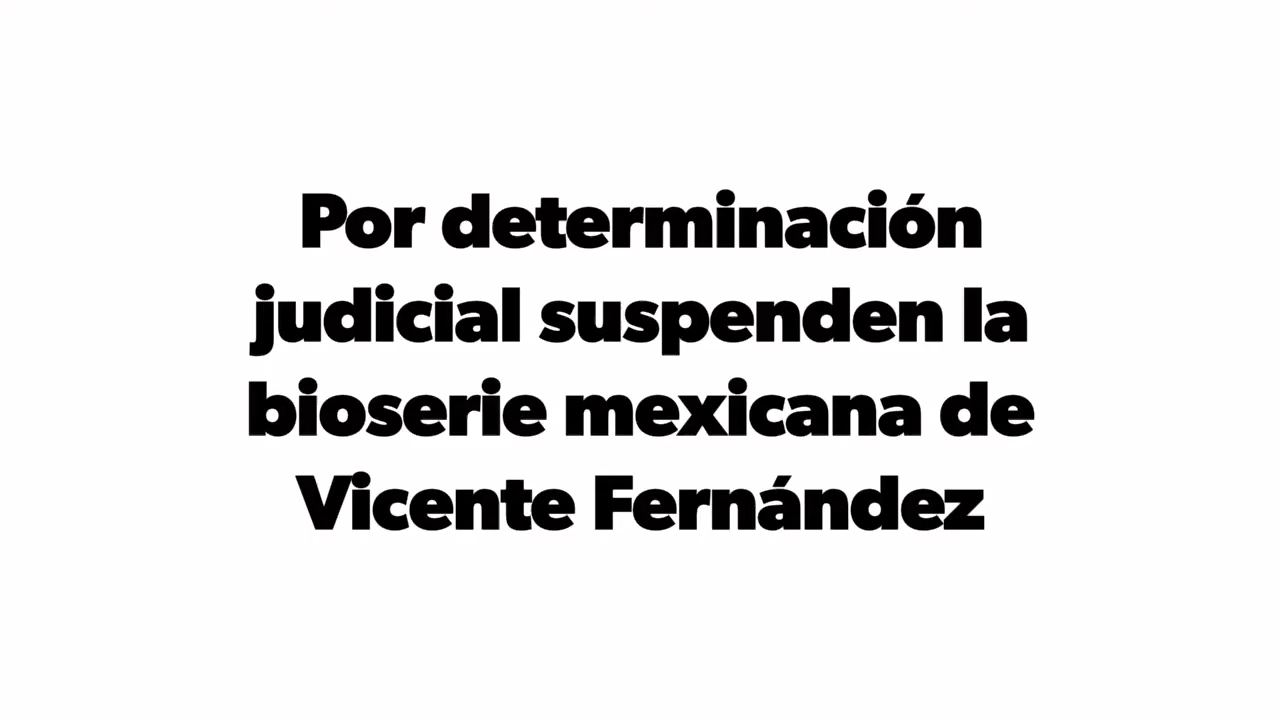 Por determinación
judicial suspenden la
bioserie mexicana de
Vicente Fernández